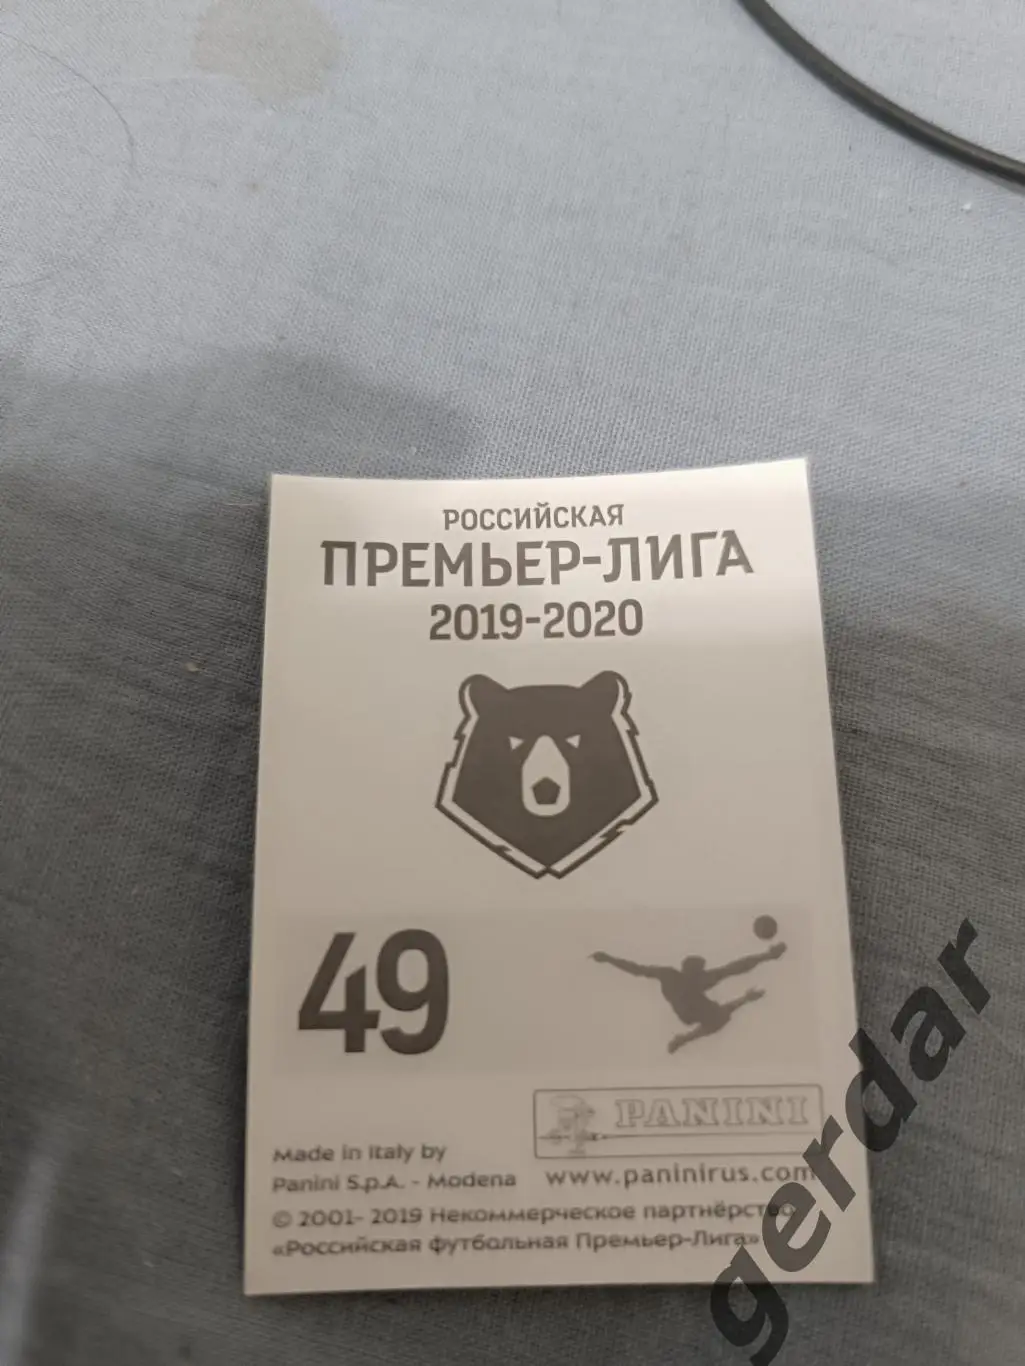 РОССИЙСКАЯ
ПРЕМЬЕР-ЛИГА
2019-2020
49
PANINI
Made in Italy by
Panini S.p.A. - Modena
www.paninirus.com
© 2001- 2019 Некоммерческое партнёрство
«Российская футбольная Премьер-Лига»
gerdar